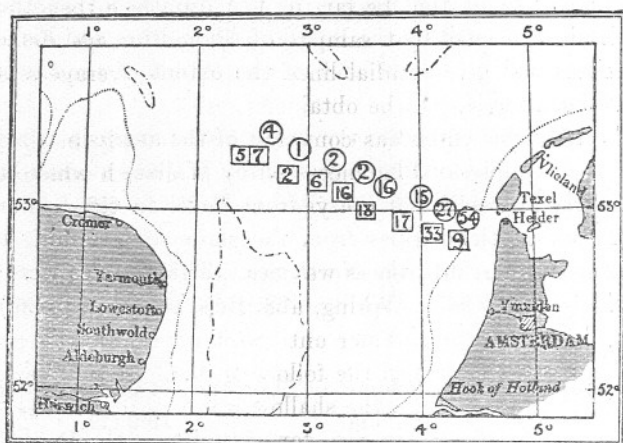 1° 2° 3° 4° 5°
4
1
5 7
2
2
2
6
16
16
18
15
17
27
54
33
9
Vlieland
Texel
Helder
53° 53°
Cromer
Yarmouth
Lowestoft
Southwold
Aldeburgh
Ymuiden
AMSTERDAM
52° 52°
Hook of Holland
Harwich
1° 2° 3° 4° 5°